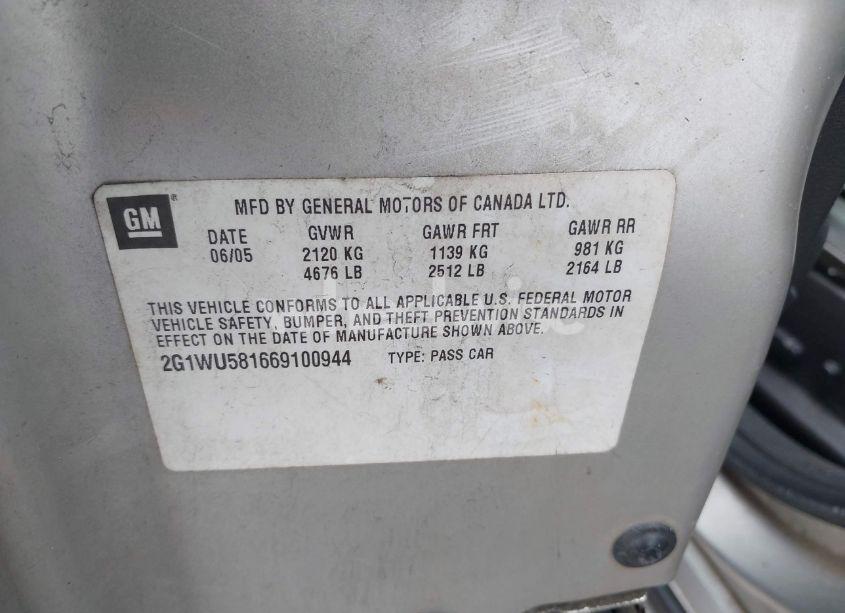 GM ®
MFD BY GENERAL MOTORS OF CANADA LTD.
DATE GVWR GAWR FRT GAWR RR
06/05 2120 KG 1139 KG 981 KG
4676 LB 2512 LB 2164 LB
THIS VEHICLE CONFORMS TO ALL APPLICABLE U.S. FEDERAL MOTOR
VEHICLE SAFETY, BUMPER, AND THEFT PREVENTION STANDARDS IN
EFFECT ON THE DATE OF MANUFACTURE SHOWN ABOVE.
2G1WU581669100944 TYPE: PASS CAR